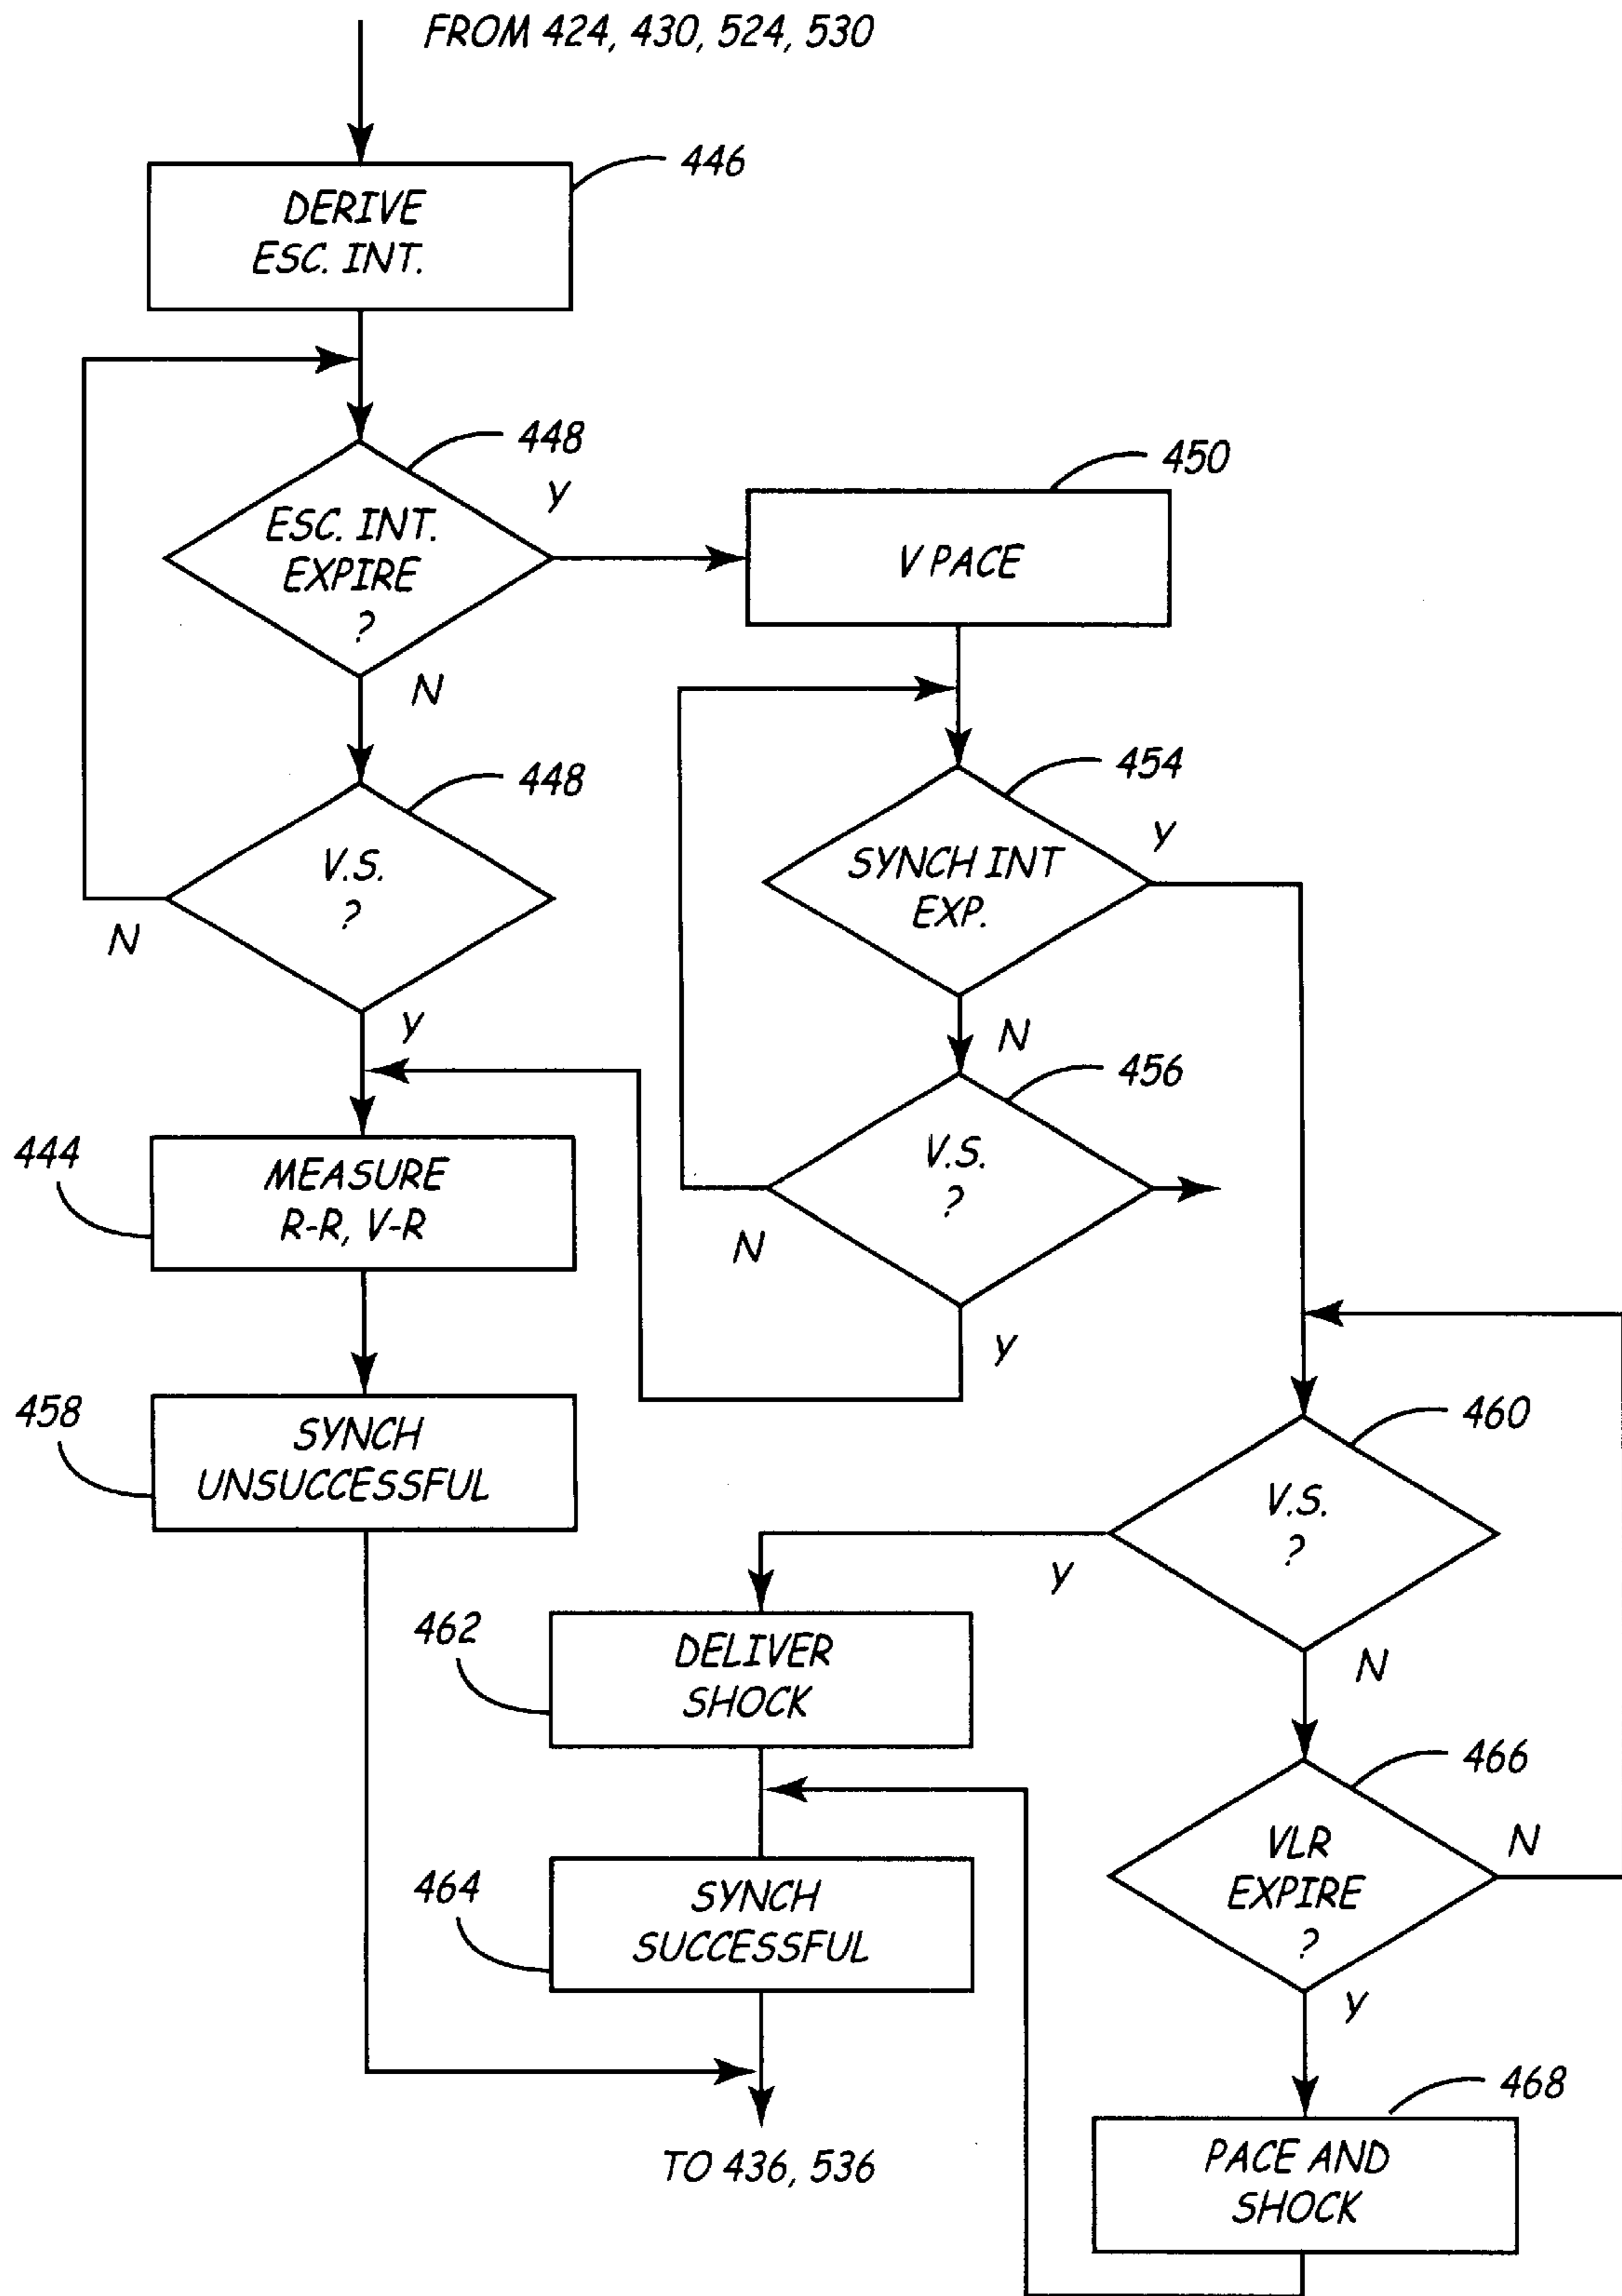 FROM 424, 430, 524, 530
446
DERIVE
ESC. INT.
448
Y
ESC. INT.
EXPIRE
?
N
450
V PACE
448
V.S.
?
N
Y
454
Y
SYNCH INT
EXP.
N
456
V.S.
?
N
Y
444
MEASURE
R-R, V-R
458
SYNCH
UNSUCCESSFUL
460
V.S.
?
Y
N
462
DELIVER
SHOCK
466
VLR
EXPIRE
?
N
Y
464
SYNCH
SUCCESSFUL
468
PACE AND
SHOCK
TO 436, 536